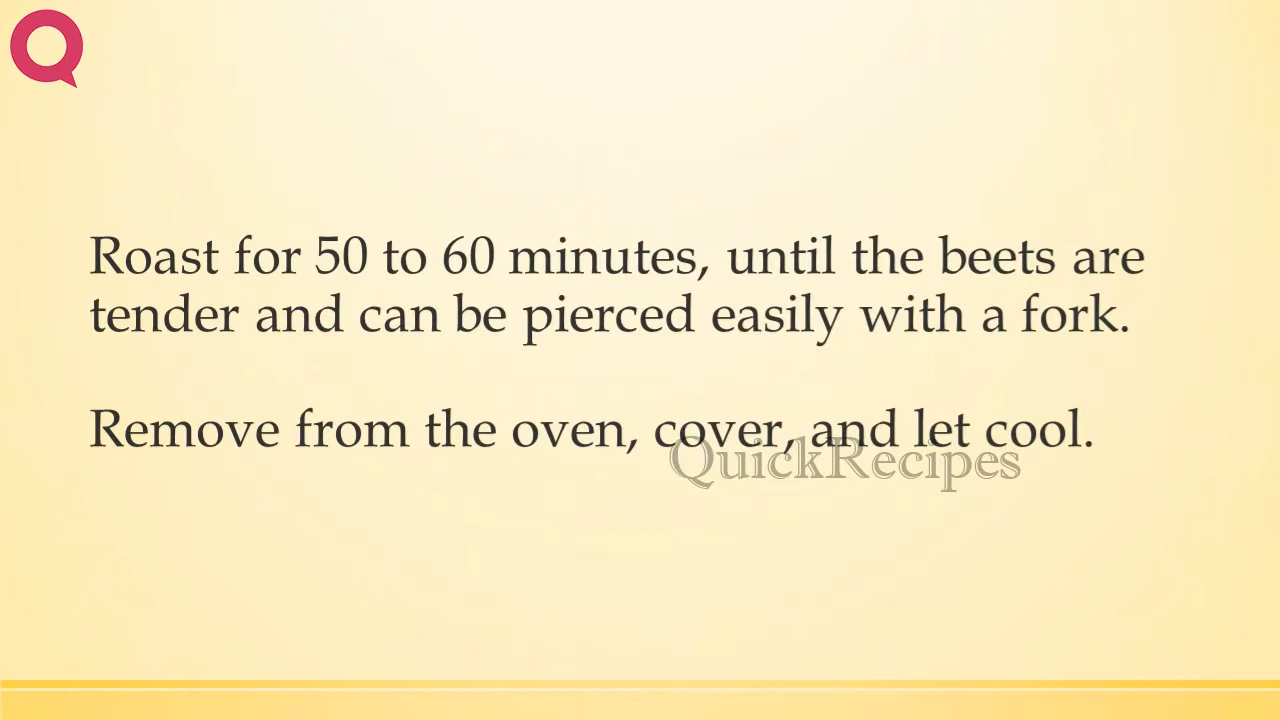 Roast for 50 to 60 minutes, until the beets are
tender and can be pierced easily with a fork.
Remove from the oven, cover, and let cool.
QuickRecipes